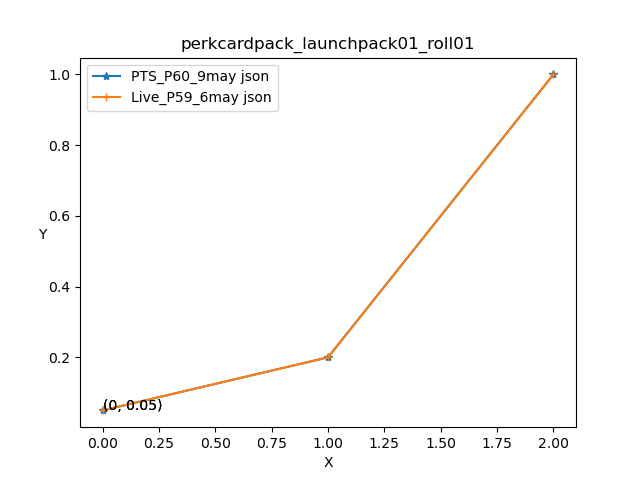 perkcardpack_launchpack01_roll01
PTS_P60_9may json
Live_P59_6may json
1.0
0.8
0.6
Y
0.4
0.2
(0, 0.05)
0.00 0.25 0.50 0.75 1.00 1.25 1.50 1.75 2.00
X